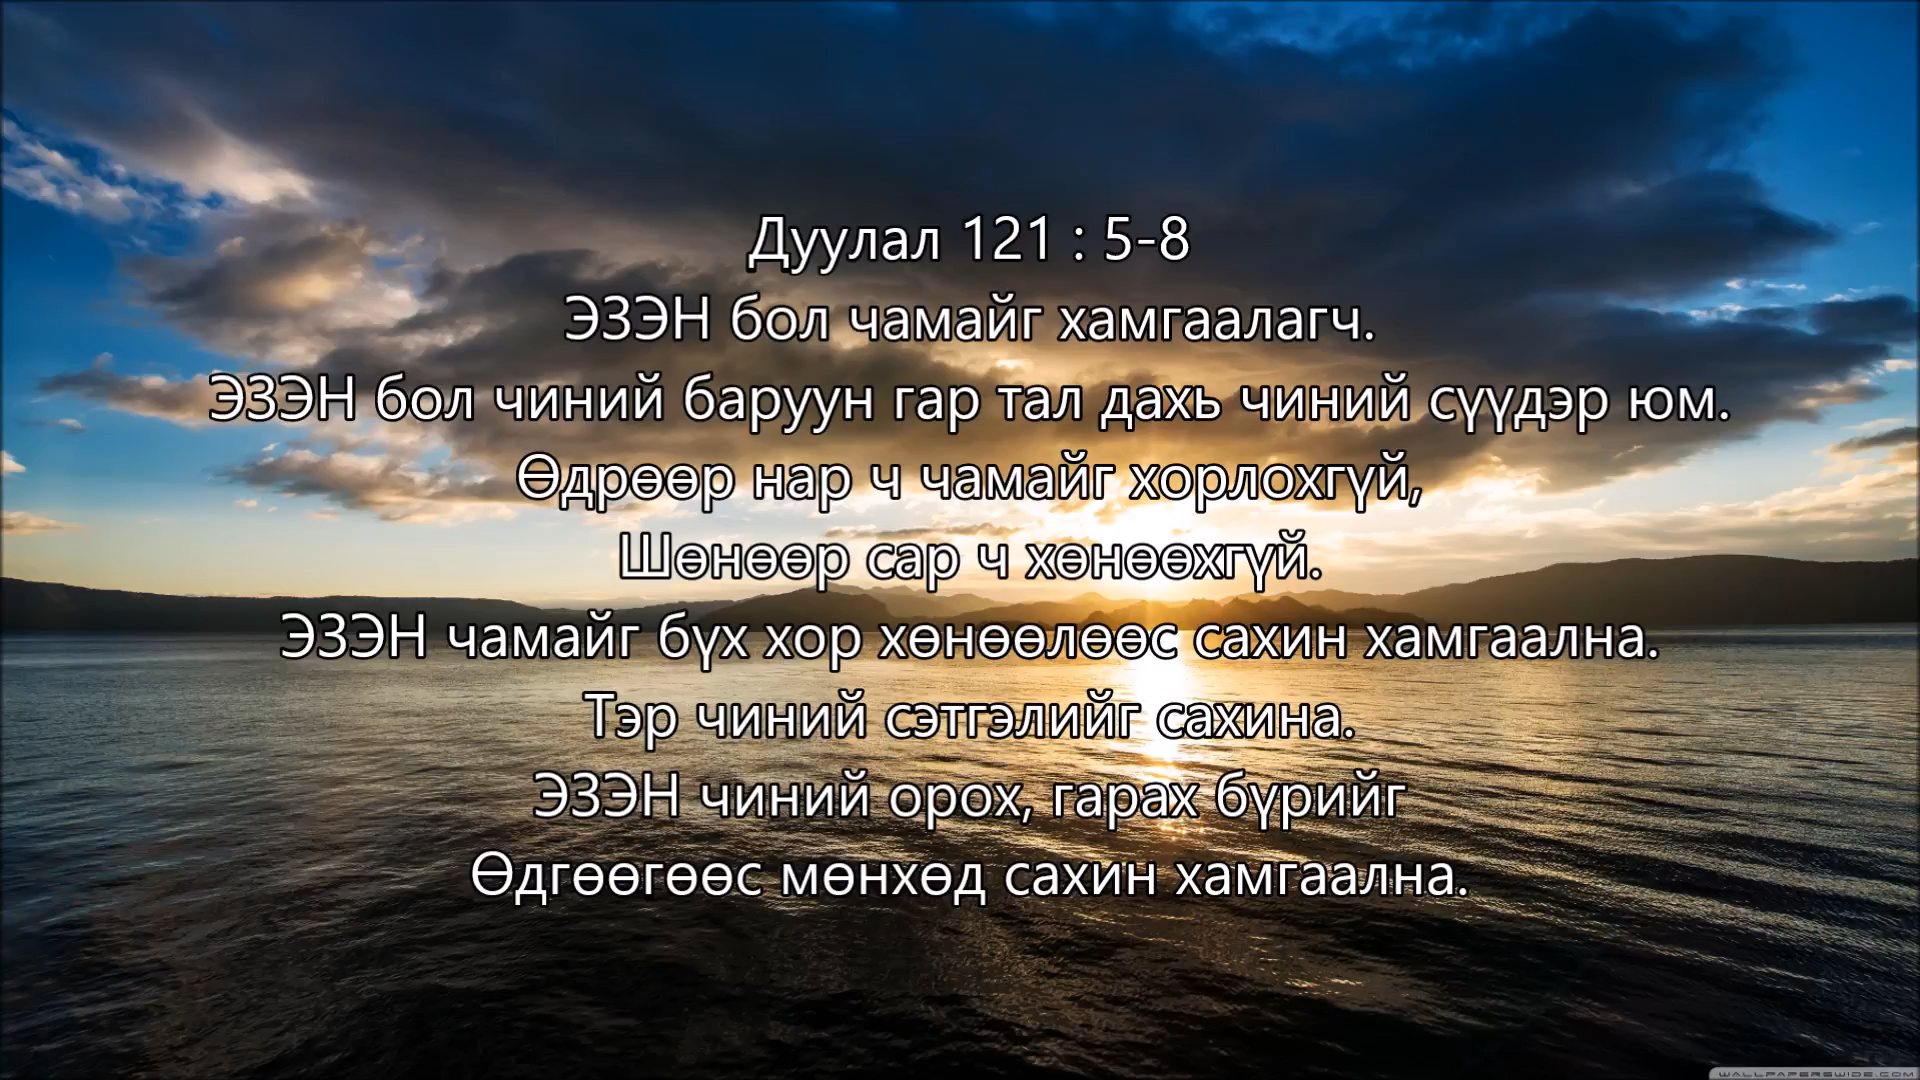 Дуулал 121 : 5-8
ЭЗЭН бол чамайг хамгаалагч.
ЭЗЭН бол чиний баруун гар тал дахь чиний сүүдэр юм.
Өдрөөр нар ч чамайг хорлохгүй,
Шөнөөр сар ч хөнөөхгүй.
ЭЗЭН чамайг бүх хор хөнөөлөөс сахин хамгаална.
Тэр чиний сэтгэлийг сахина.
ЭЗЭН чиний орох, гарах бүрийг
Өдгөөгөөс мөнхөд сахин хамгаална.
WALLPAPERSWIDE.COM